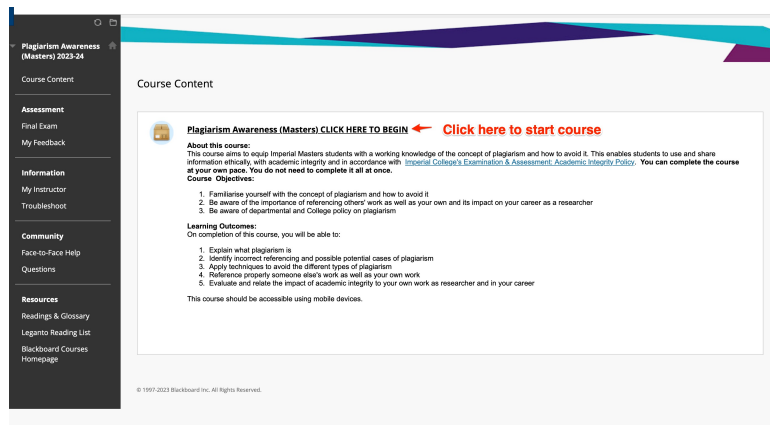 Plagiarism Awareness
(Masters) 2023-24
Course Content
Assessment
Final Exam
My Feedback
Information
My Instructor
Troubleshoot
Community
Face-to-Face Help
Questions
Resources
Readings & Glossary
Leganto Reading List
Blackboard Courses
Homepage
Course Content
Plagiarism Awareness (Masters) CLICK HERE TO BEGIN Click here to start course
About this course:
This course aims to equip Imperial Masters students with a working knowledge of the concept of plagiarism and how to avoid it. This enables students to use and share
information ethically, with academic integrity and in accordance with Imperial College's Examination & Assessment: Academic Integrity Policy. You can complete the course
at your own pace. You do not need to complete it all at once.
Course Objectives:
1. Familiarise yourself with the concept of plagiarism and how to avoid it
2. Be aware of the importance of referencing others' work as well as your own and its impact on your career as a researcher
3. Be aware of departmental and College policy on plagiarism
Learning Outcomes:
On completion of this course, you will be able to:
1. Explain what plagiarism is
2. Identify incorrect referencing and possible potential cases of plagiarism
3. Apply techniques to avoid the different types of plagiarism
4. Reference properly someone else's work as well as your own work
5. Evaluate and relate the impact of academic integrity to your own work as researcher and in your career
This course should be accessible using mobile devices.
© 1997-2023 Blackboard Inc. All Rights Reserved.